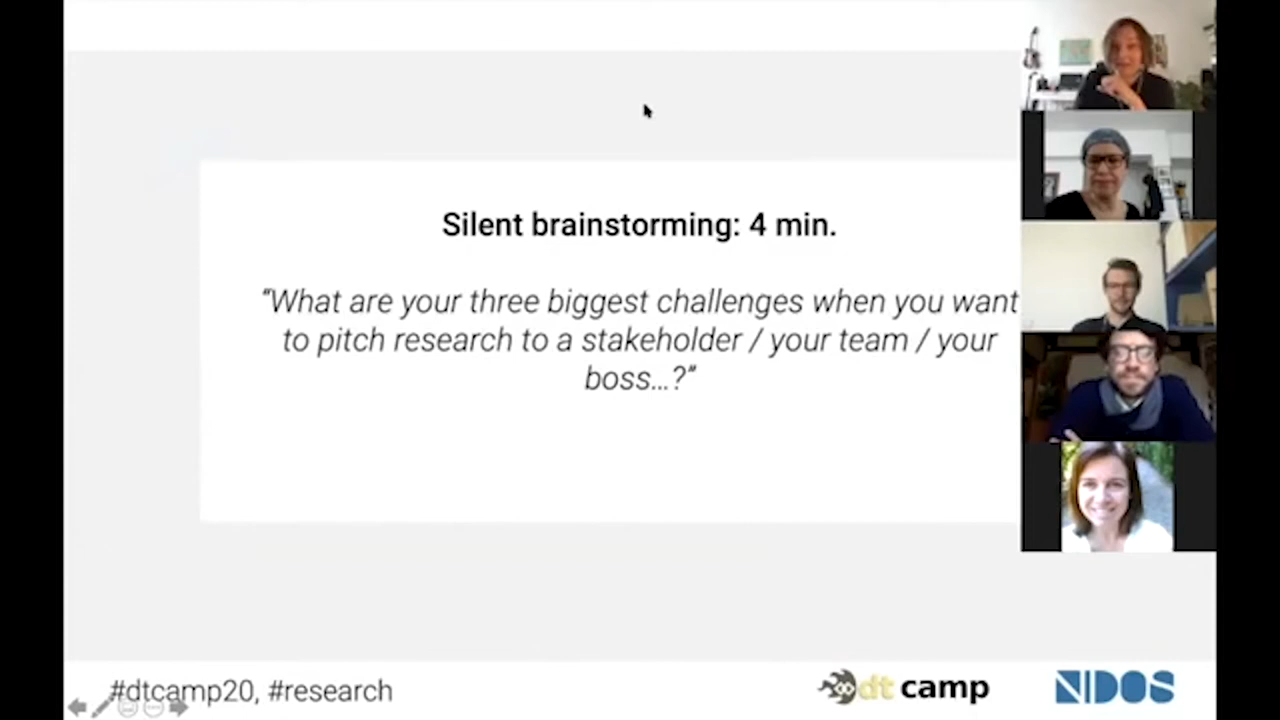 Silent brainstorming: 4 min.
“What are your three biggest challenges when you want
to pitch research to a stakeholder / your team / your
boss...?”
#dtcamp20, #research
dt camp
NIDOS